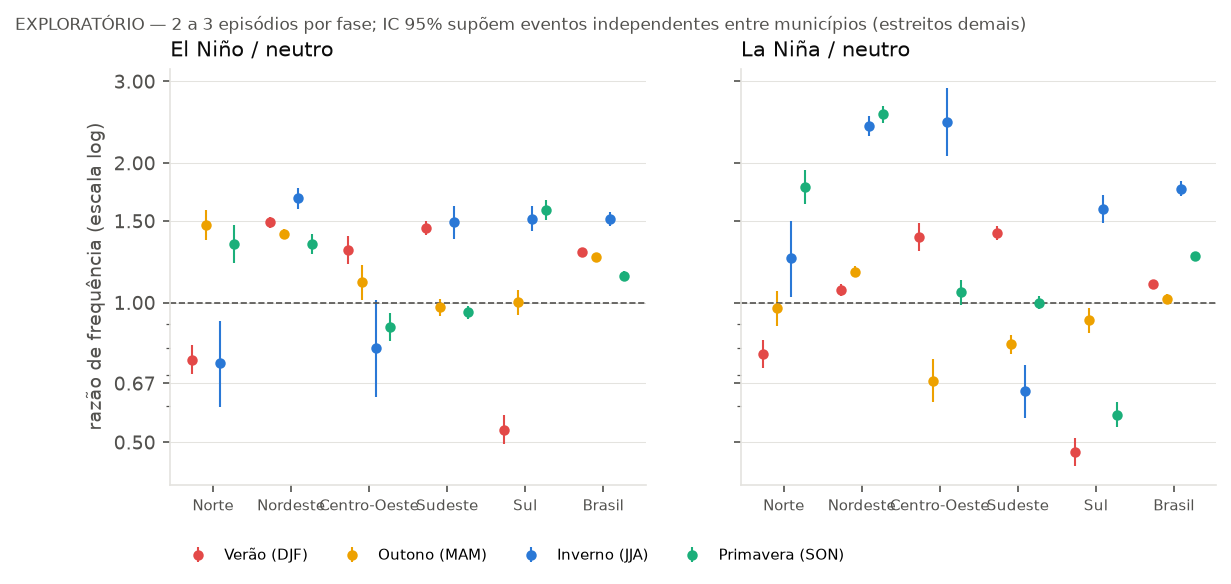 EXPLORATÓRIO — 2 a 3 episódios por fase; IC 95% supõem eventos independentes entre municípios (estreitos demais)
El Niño / neutro
La Niña / neutro
razão de frequência (escala log)
3.00
2.00
1.50
1.00
0.67
0.50
Norte Nordeste Centro-Oeste Sudeste Sul Brasil
Norte Nordeste Centro-Oeste Sudeste Sul Brasil
Verão (DJF) Outono (MAM) Inverno (JJA) Primavera (SON)